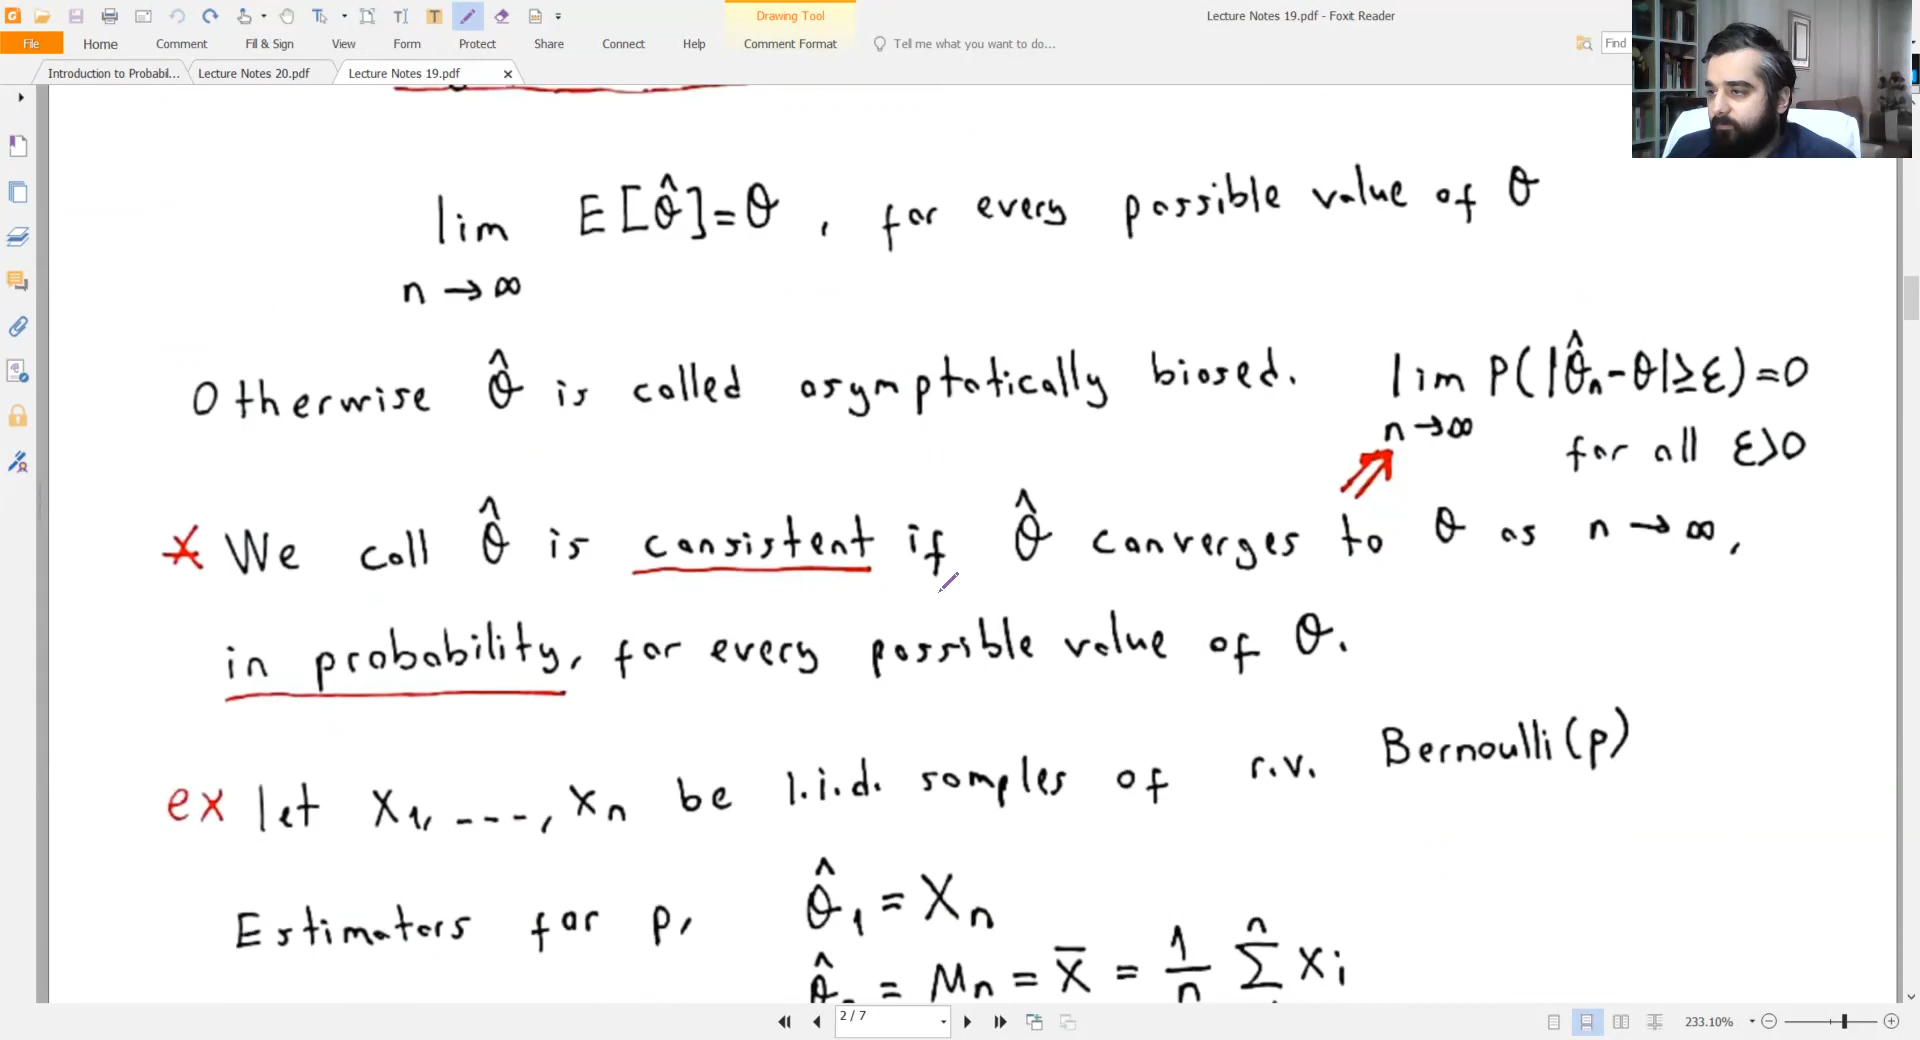 Drawing Tool
Lecture Notes 19.pdf - Foxit Reader
File Home Comment Fill & Sign View Form Protect Share Connect Help Comment Format Tell me what you want to do... Find
Introduction to Probabil... Lecture Notes 20.pdf Lecture Notes 19.pdf
lim E[θ̂]=θ , for every possible value of θ
n → ∞
Otherwise θ̂ is called asymptotically biased.
lim P(|θ̂n-θ|≥ε)=0
n→∞ for all ε>0
* We call θ̂ is consistent if θ̂ converges to θ as n → ∞,
in probability, for every possible value of θ.
ex let X1, ---, Xn be i.i.d. samples of r.v. Bernoulli(p)
Estimators for p, θ̂1 = Xn
= Mn = X̄ = 1/n Σ^n Xi
2 / 7
233.10%